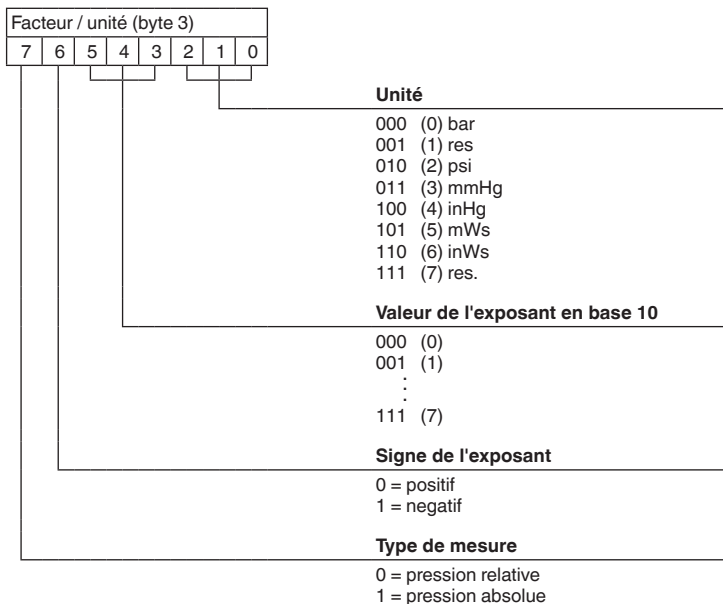 Facteur / unité (byte 3)
7 6 5 4 3 2 1 0
Unité
000 (0) bar
001 (1) res
010 (2) psi
011 (3) mmHg
100 (4) inHg
101 (5) mWs
110 (6) inWs
111 (7) res.
Valeur de l'exposant en base 10
000 (0)
001 (1)
.
.
.
111 (7)
Signe de l'exposant
0 = positif
1 = negatif
Type de mesure
0 = pression relative
1 = pression absolue